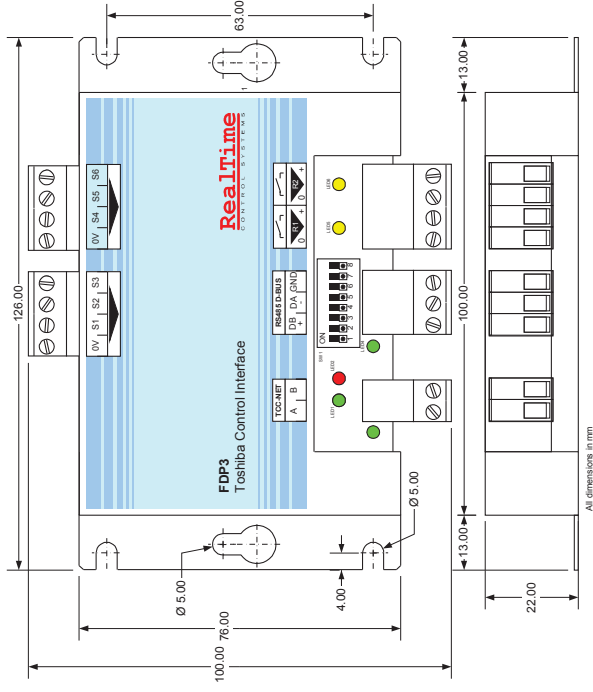 126.00
63.00
13.00
100.00
13.00
0V S1 S2 S3
0V S4 S5 S6
FDP3
Toshiba Control Interface
RealTime
CONTROL SYSTEMS
TCC-NET
A B
RS485 D-BUS
DB DA GND
+ -
R1
0 +
R2
0 +
ON
1 2 3 4 5 6 7 8
SW1
LED1
LED2
LED5
LED6
Ø 5.00
Ø 5.00
4.00
76.00
100.00
22.00
1
All dimensions in mm